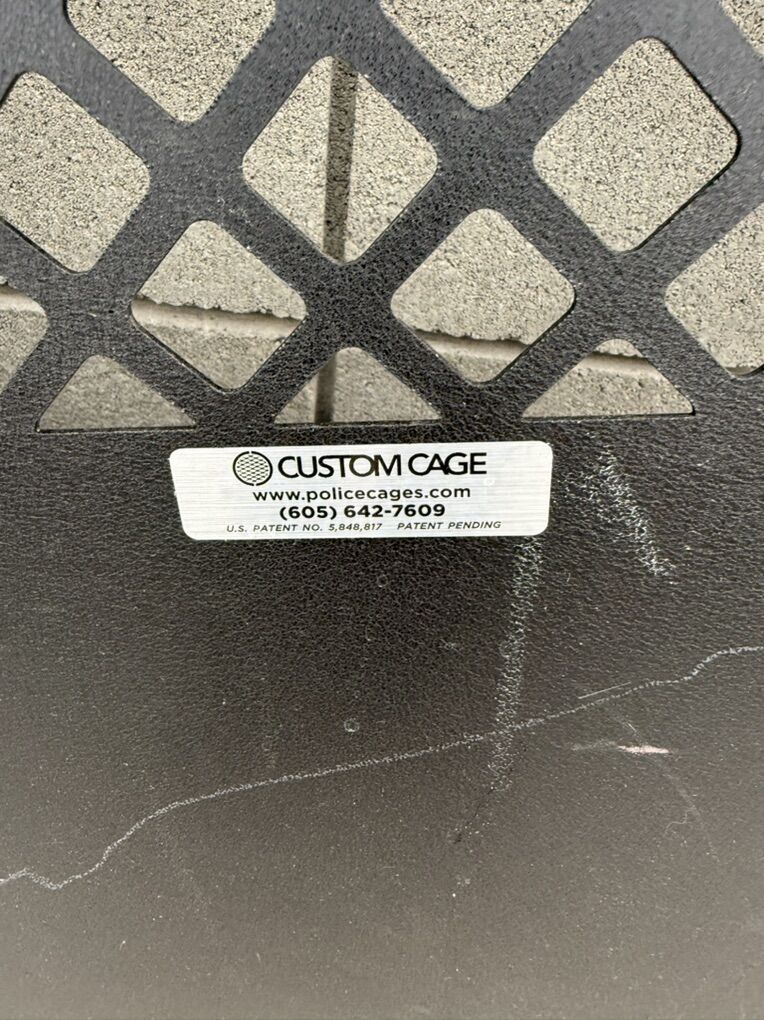 CUSTOM CAGE
www.policecages.com
(605) 642-7609
U.S. PATENT NO. 5,848,817 PATENT PENDING